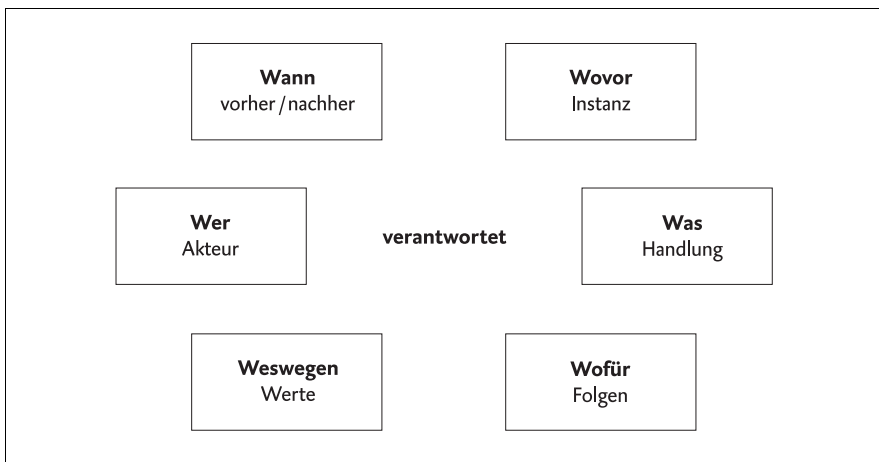 Wann
vorher / nachher
Wovor
Instanz
Wer
Akteur
verantwortet
Was
Handlung
Weswegen
Werte
Wofür
Folgen